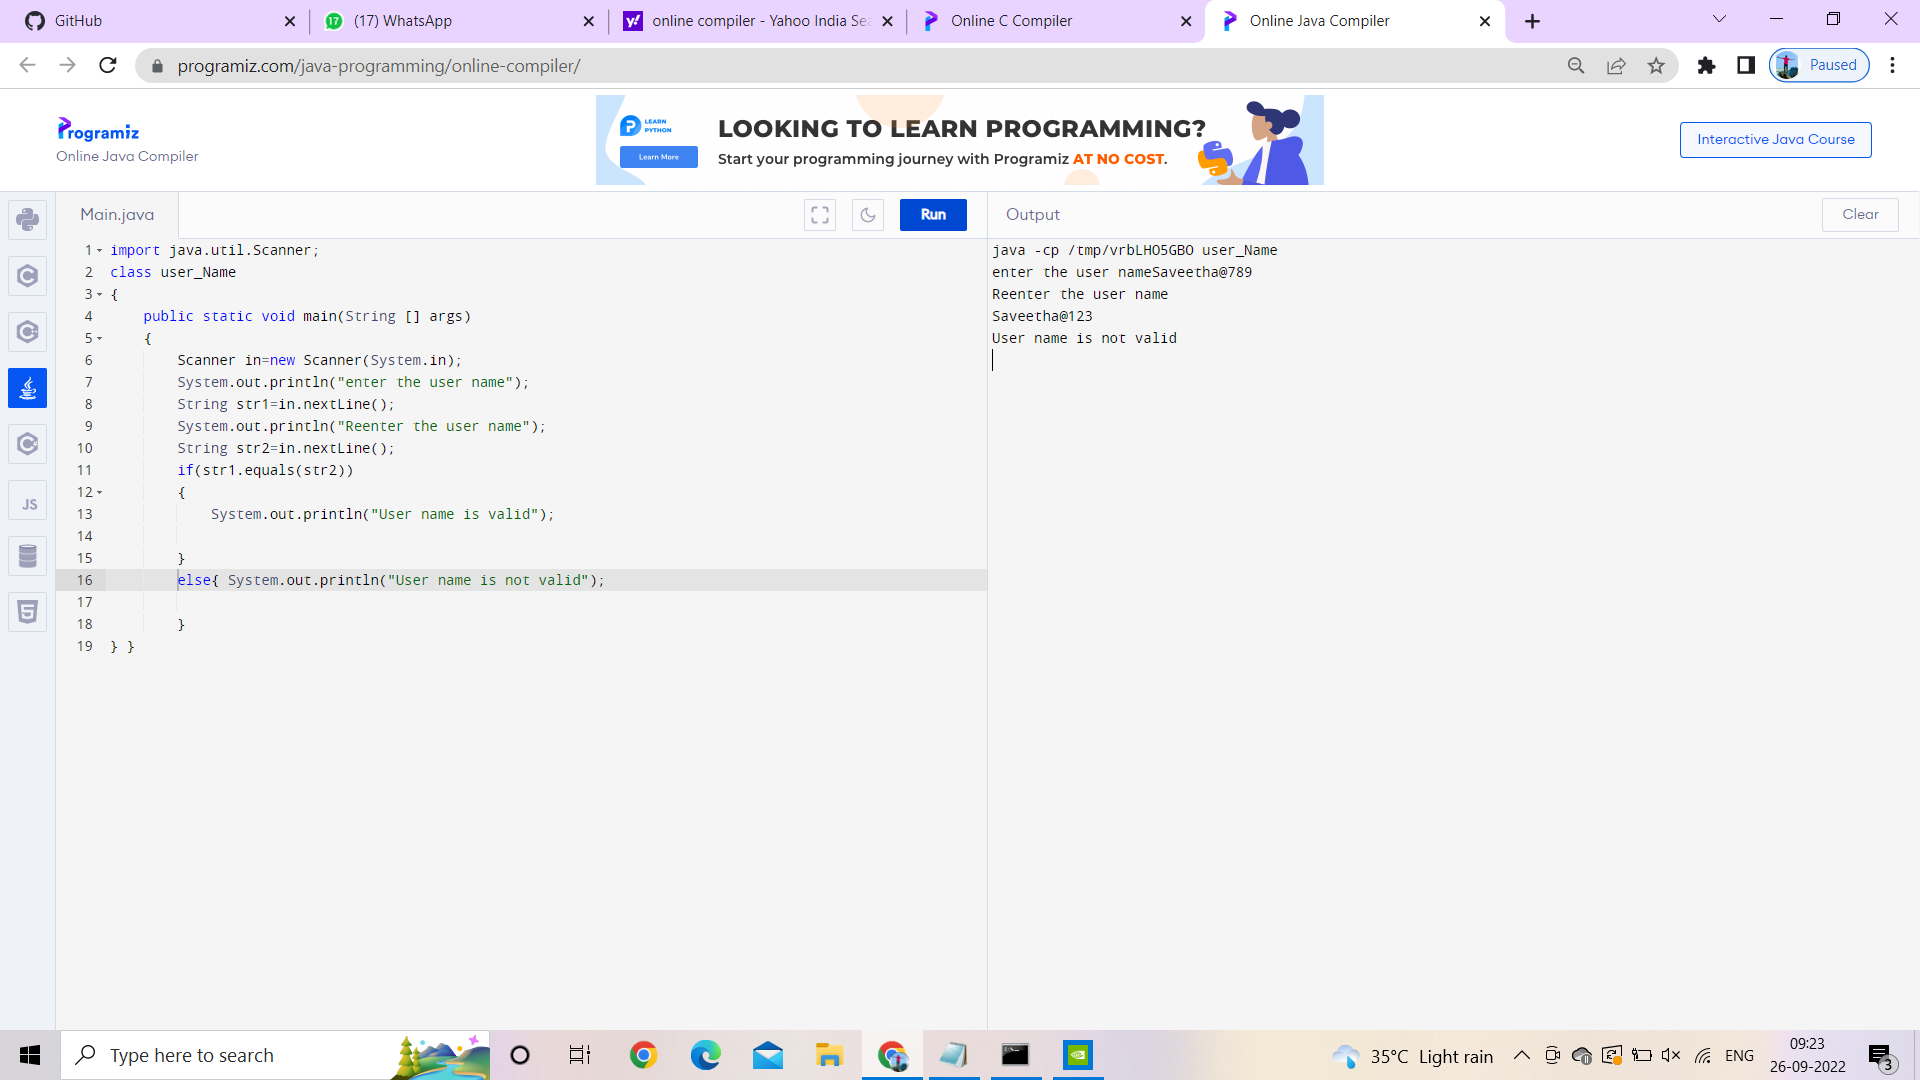 GitHub
(17) WhatsApp
online compiler - Yahoo India Sea
Online C Compiler
Online Java Compiler
programiz.com/java-programming/online-compiler/
Paused
Programiz
Online Java Compiler
LEARN
PYTHON
Learn More
LOOKING TO LEARN PROGRAMMING?
Start your programming journey with Programiz AT NO COST.
Interactive Java Course
Main.java
Run
Output
Clear
1 import java.util.Scanner;
2 class user_Name
3 {
4 public static void main(String [] args)
5 {
6 Scanner in=new Scanner(System.in);
7 System.out.println("enter the user name");
8 String str1=in.nextLine();
9 System.out.println("Reenter the user name");
10 String str2=in.nextLine();
11 if(str1.equals(str2))
12 {
13 System.out.println("User name is valid");
14
15 }
16 else{ System.out.println("User name is not valid");
17
18 }
19 } }
java -cp /tmp/vrbLHO5GBO user_Name
enter the user nameSaveetha@789
Reenter the user name
Saveetha@123
User name is not valid
JS
Type here to search
35°C Light rain
ENG
09:23
26-09-2022
3